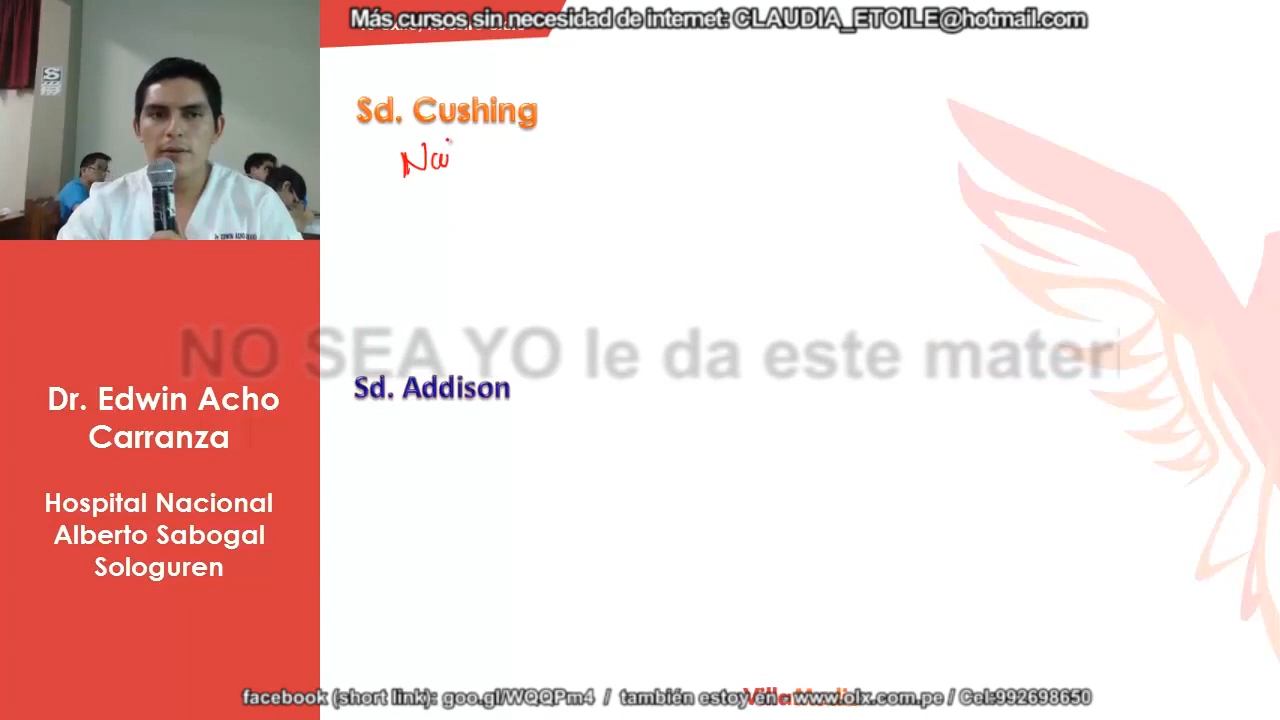 Más cursos sin necesidad de internet: CLAUDIA_ETOILE@hotmail.com
Sd. Cushing
Na
NO SEA YO le da este mater
Sd. Addison
Dr. Edwin Acho
Carranza
Hospital Nacional
Alberto Sabogal
Sologuren
facebook (short link): goo.gl/WQQPm4 / también estoy en : www.olx.com.pe / Cel:992698650